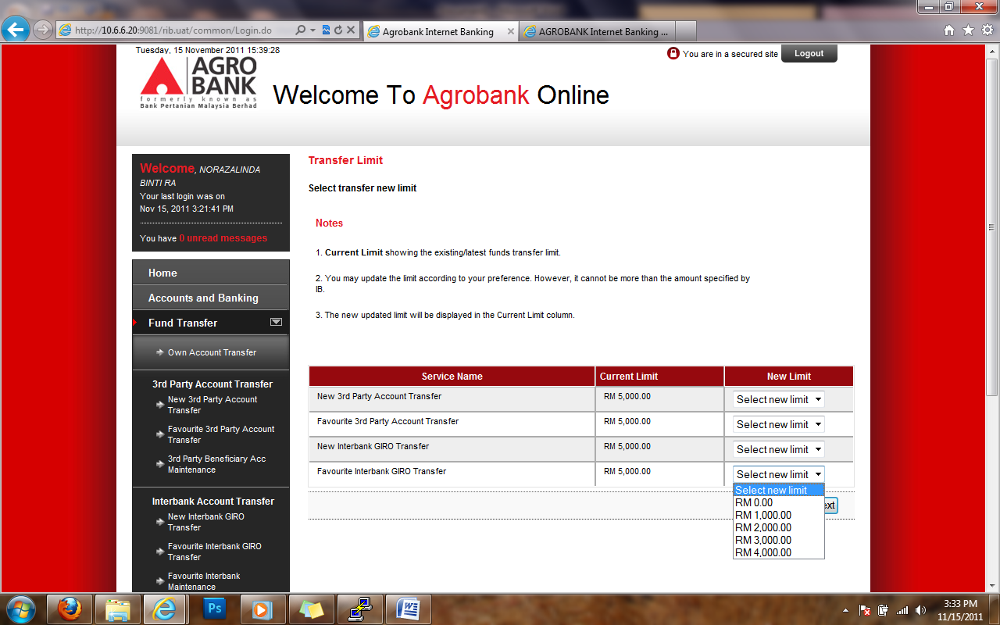 http://10.6.6.20:9081/rib.uat/common/Login.do
Agrobank Internet Banking
AGROBANK Internet Banking ...
Tuesday, 15 November 2011 15:39:28
You are in a secured site
Logout
AGRO
BANK
formerly known as
Bank Pertanian Malaysia Berhad
Welcome To Agrobank Online
Welcome, NORAZALINDA
BINTI RA
Your last login was on
Nov 15, 2011 3:21:41 PM
You have 0 unread messages
Home
Accounts and Banking
Fund Transfer
Own Account Transfer
3rd Party Account Transfer
New 3rd Party Account
Transfer
Favourite 3rd Party Account
Transfer
3rd Party Beneficiary Acc
Maintenance
Interbank Account Transfer
New Interbank GIRO
Transfer
Favourite Interbank GIRO
Transfer
Favourite Interbank
Maintenance
Transfer Limit
Select transfer new limit
Notes
1. Current Limit showing the existing/latest funds transfer limit.
2. You may update the limit according to your preference. However, it cannot be more than the amount specified by
IB.
3. The new updated limit will be displayed in the Current Limit column.
Service Name Current Limit New Limit
New 3rd Party Account Transfer RM 5,000.00 Select new limit
Favourite 3rd Party Account Transfer RM 5,000.00 Select new limit
New Interbank GIRO Transfer RM 5,000.00 Select new limit
Favourite Interbank GIRO Transfer RM 5,000.00 Select new limit
Select new limit
RM 0.00
RM 1,000.00
RM 2,000.00
RM 3,000.00
RM 4,000.00
ext
Ps
W
3:33 PM
11/15/2011